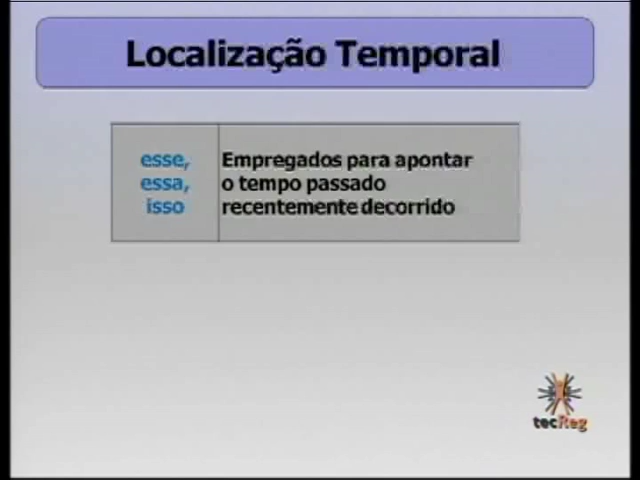 Localização Temporal
esse, Empregados para apontar
essa, o tempo passado
isso recentemente decorrido
tecReg